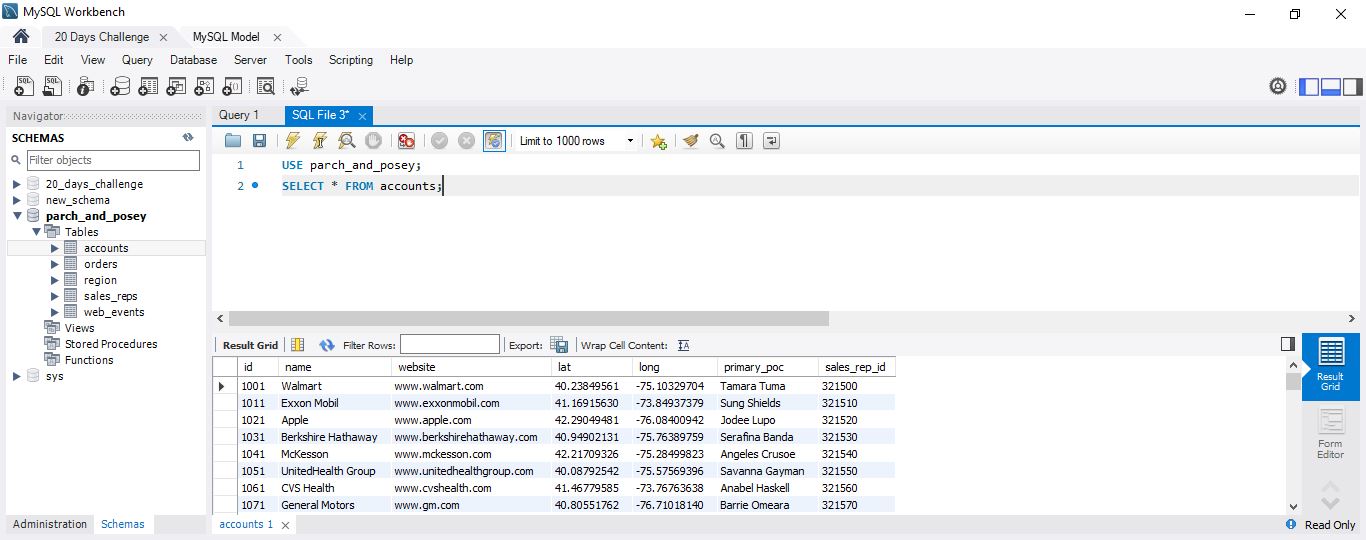 MySQL Workbench
20 Days Challenge
MySQL Model
File Edit View Query Database Server Tools Scripting Help
Navigator
SCHEMAS
Filter objects
20_days_challenge
new_schema
parch_and_posey
Tables
accounts
orders
region
sales_reps
web_events
Views
Stored Procedures
Functions
sys
Administration Schemas
Query 1 SQL File 3*
Limit to 1000 rows
1 USE parch_and_posey;
2 SELECT * FROM accounts;
Result Grid Filter Rows: Export: Wrap Cell Content: IA
id name website lat long primary_poc sales_rep_id
1001 Walmart www.walmart.com 40.23849561 -75.10329704 Tamara Tuma 321500
1011 Exxon Mobil www.exxonmobil.com 41.16915630 -73.84937379 Sung Shields 321510
1021 Apple www.apple.com 42.29049481 -76.08400942 Jodee Lupo 321520
1031 Berkshire Hathaway www.berkshirehathaway.com 40.94902131 -75.76389759 Serafina Banda 321530
1041 McKesson www.mckesson.com 42.21709326 -75.28499823 Angeles Crusoe 321540
1051 UnitedHealth Group www.unitedhealthgroup.com 40.08792542 -75.57569396 Savanna Gayman 321550
1061 CVS Health www.cvshealth.com 41.46779585 -73.76763638 Anabel Haskell 321560
1071 General Motors www.gm.com 40.80551762 -76.71018140 Barrie Omeara 321570
accounts 1
Result
Grid
Form
Editor
Read Only